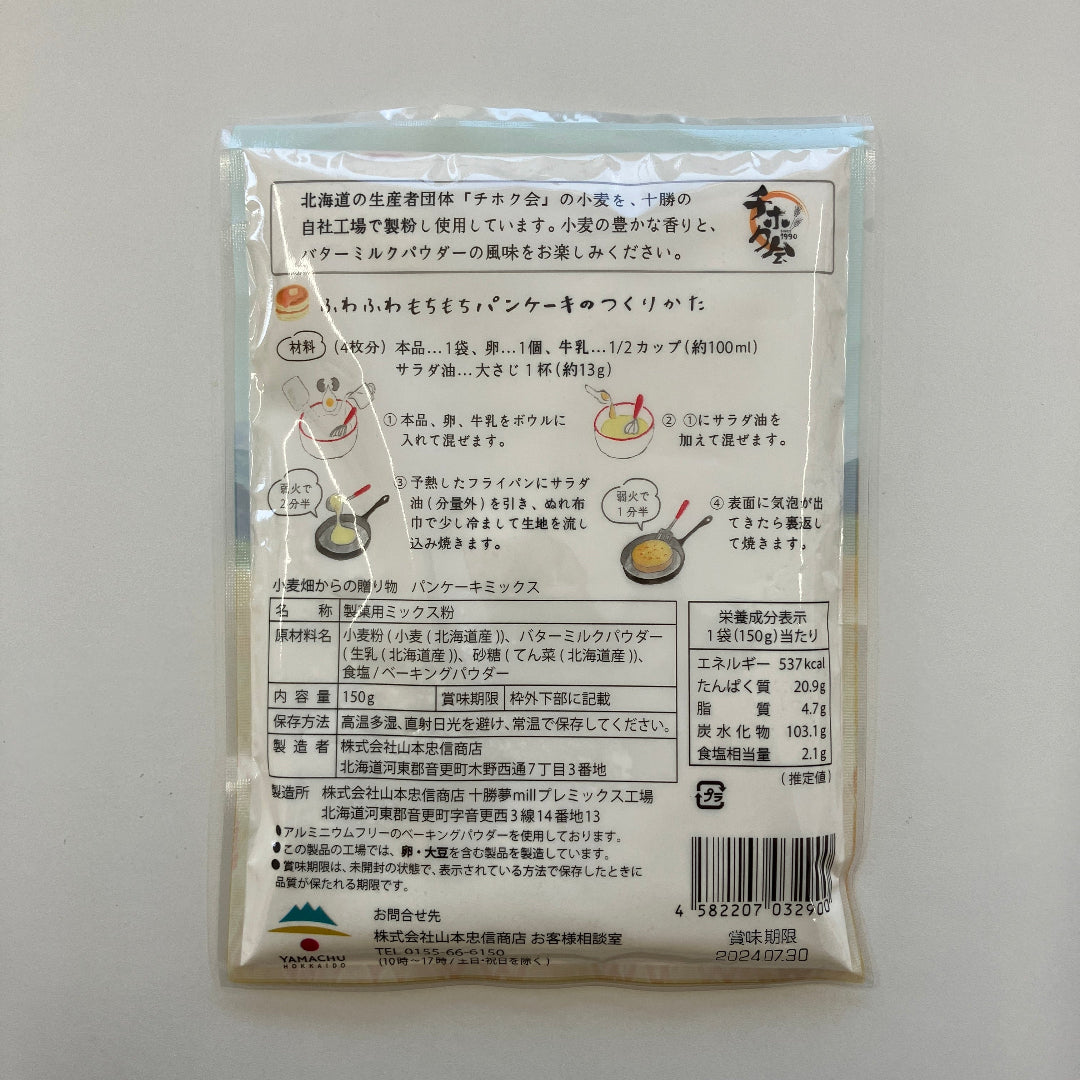 北海道の生産者団体「チホク会」の小麦を、十勝の
自社工場で製粉し使用しています。小麦の豊かな香りと、
バターミルクパウダーの風味をお楽しみください。
チホク会
1990
ふわふわもちもちパンケーキのつくりかた
材料 (4枚分) 本品…1袋、卵…1個、牛乳…1/2カップ(約100ml)
サラダ油…大さじ1杯(約13g)
①本品、卵、牛乳をボウルに
入れて混ぜます。
② ①にサラダ油を
加えて混ぜます。
弱火で
2分半
③予熱したフライパンにサラダ
油(分量外)を引き、ぬれ布
巾で少し冷まして生地を流し
込み焼きます。
弱火で
1分半
④表面に気泡が出
てきたら裏返し
て焼きます。
小麦畑からの贈り物 パンケーキミックス
名称 製菓用ミックス粉
原材料名 小麦粉(小麦(北海道産))、バターミルクパウダー
(生乳(北海道産))、砂糖(てん菜(北海道産))、
食塩/ベーキングパウダー
内容量 150g 賞味期限 枠外下部に記載
保存方法 高温多湿、直射日光を避け、常温で保存してください。
製造者 株式会社山本忠信商店
北海道河東郡音更町木野西通7丁目3番地
栄養成分表示
1袋(150g)当たり
エネルギー 537kcal
たんぱく質 20.9g
脂質 4.7g
炭水化物 103.1g
食塩相当量 2.1g
(推定値)
プラ
製造所 株式会社山本忠信商店 十勝夢millプレミックス工場
北海道河東郡音更町字音更西3線14番地13
●アルミニウムフリーのベーキングパウダーを使用しております。
●この製品の工場では、卵・大豆を含む製品を製造しています。
●賞味期限は、未開封の状態で、表示されている方法で保存したときに
品質が保たれる期限です。
お問合せ先
株式会社山本忠信商店 お客様相談室
TEL 0155-66-6150
(10時〜17時/土日・祝日を除く)
YAMACHU
HOKKAIDO
4 582207 032900
賞味期限
2024.07.30